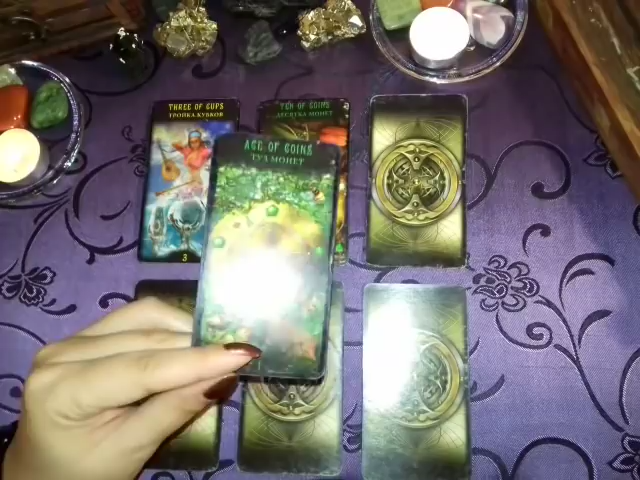 THREE OF CUPS
ТРОЙКА КУБКОВ
3
TEN OF COINS
ДЕСЯТКА МОНЕТ
ACE OF COINS
ТУЗ МОНЕТ